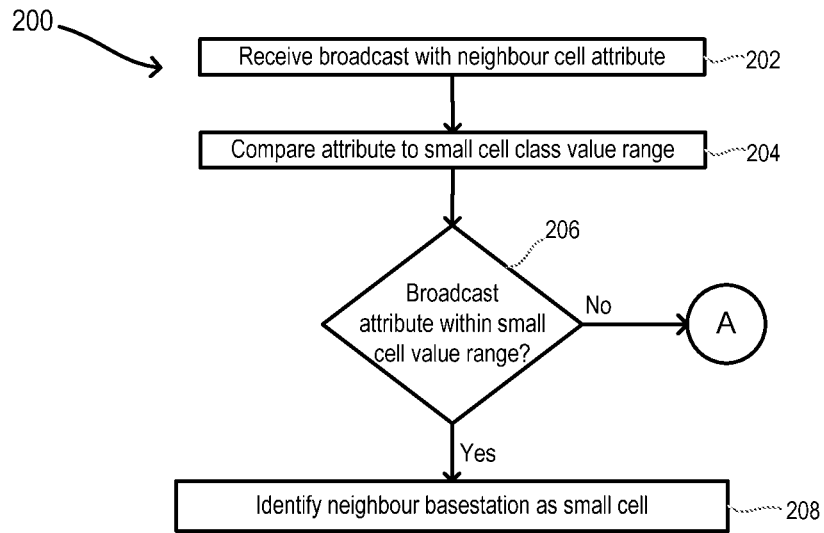 200
Receive broadcast with neighbour cell attribute
202
Compare attribute to small cell class value range
204
206
Broadcast
attribute within small
cell value range?
No
A
Yes
Identify neighbour basestation as small cell
208